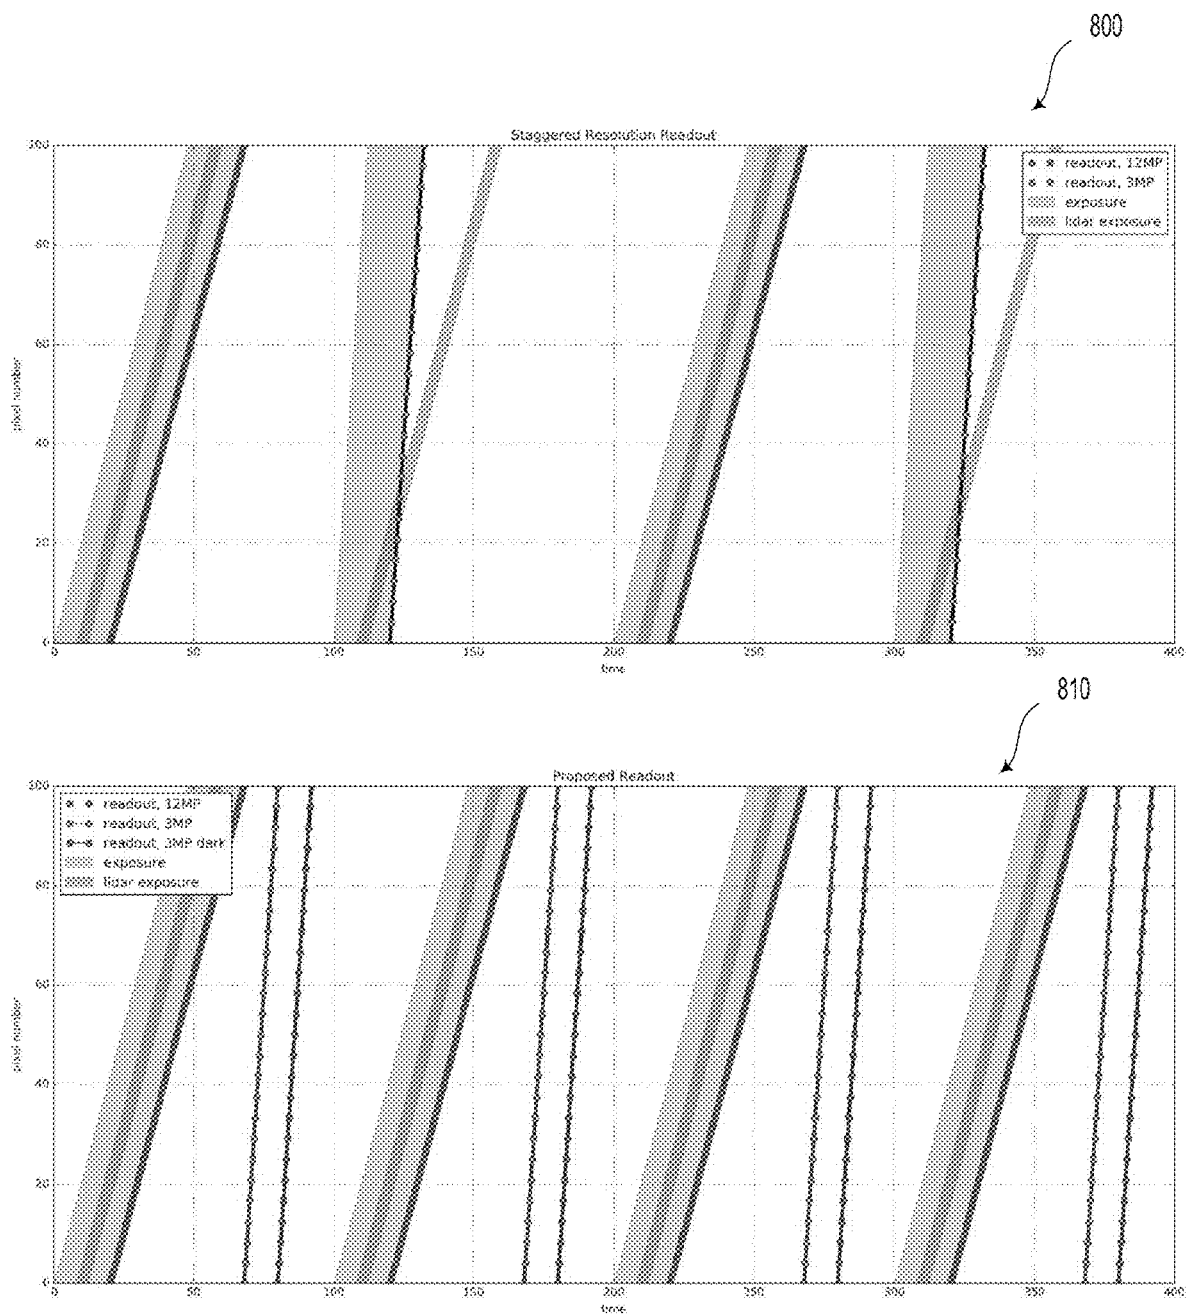 800
Staggered Resolution Readout
100
80
60
40
20
0
pixel number
readout, 12MP
readout, 3MP
exposure
lidar exposure
0 50 100 150 200 250 300 350 400
time
810
Proposed Readout
100
80
60
40
20
0
pixel number
readout, 12MP
readout, 3MP
readout, 3MP dark
exposure
lidar exposure
0 50 100 150 200 250 300 350 400
time